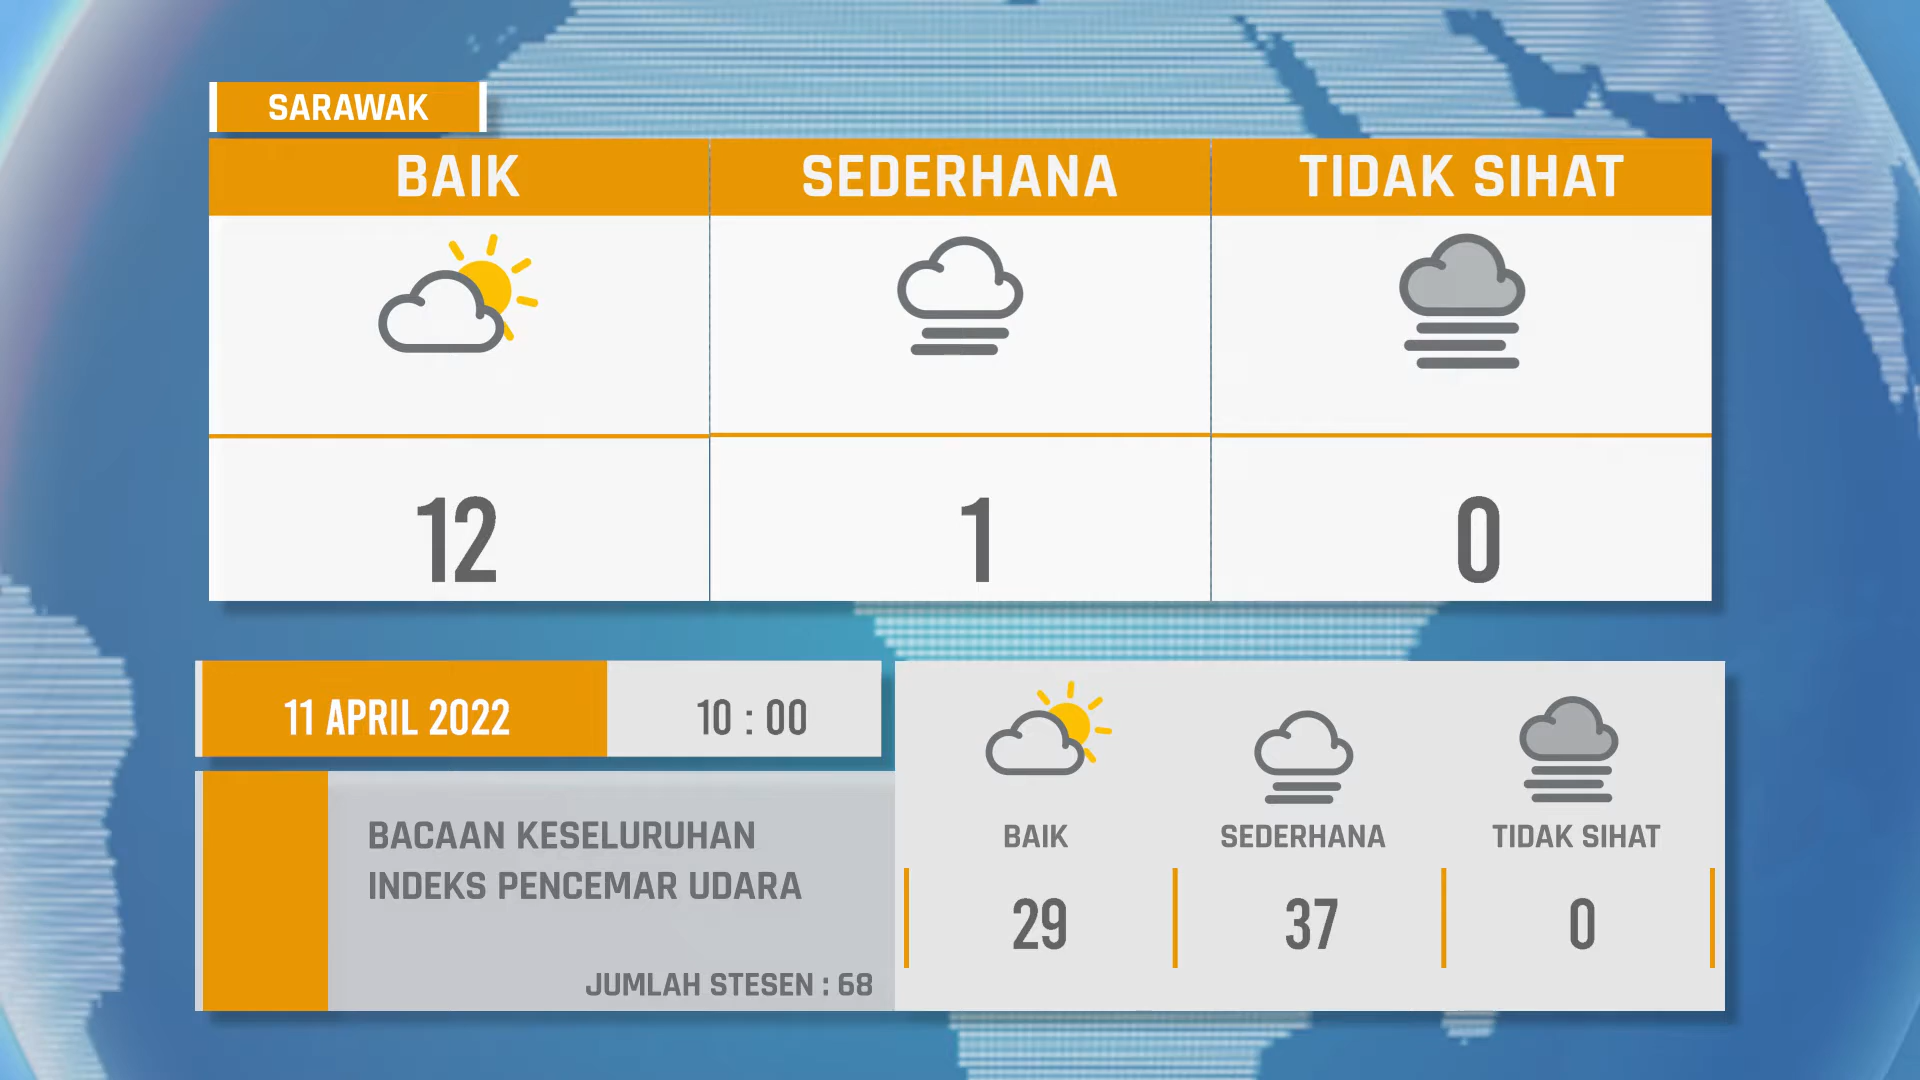 SARAWAK
BAIK SEDERHANA TIDAK SIHAT
12 1 0
11 APRIL 2022 10 : 00
BACAAN KESELURUHAN
INDEKS PENCEMAR UDARA
JUMLAH STESEN : 68
BAIK SEDERHANA TIDAK SIHAT
29 37 0